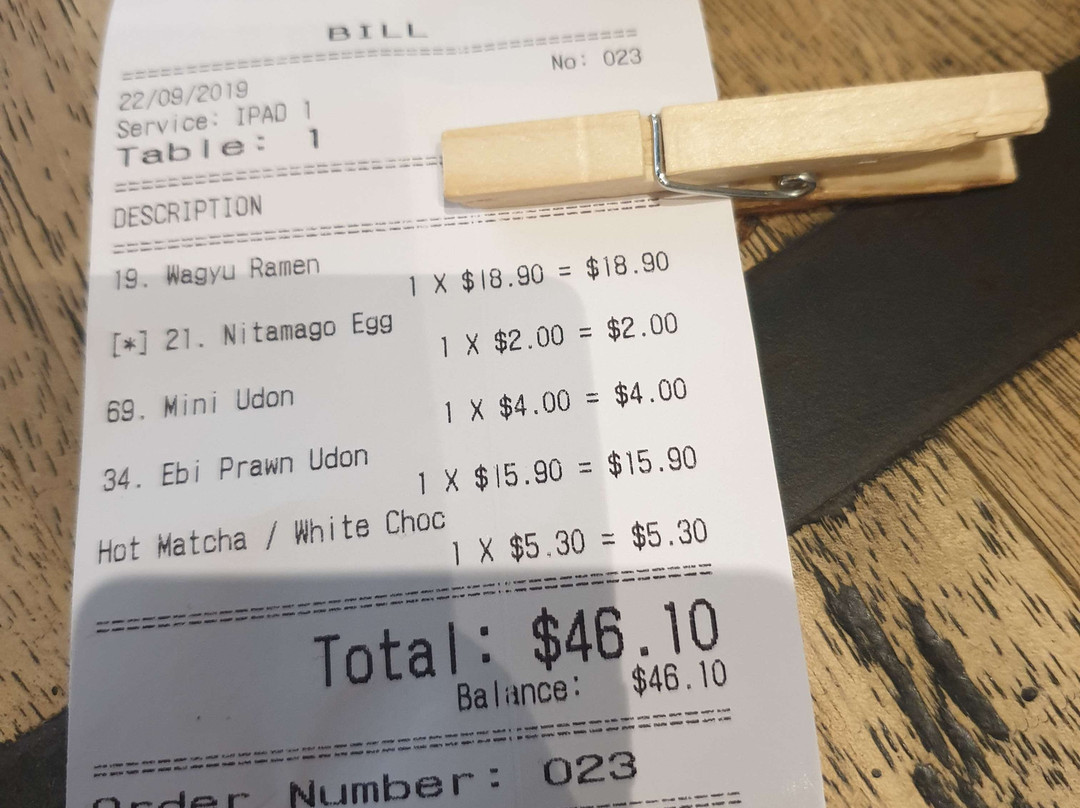 BILL
No: 023
22/09/2019
Service: IPAD 1
Table: 1
DESCRIPTION
19. Wagyu Ramen
1 X $18.90 = $18.90
[*] 21. Nitamago Egg
1 X $2.00 = $2.00
69. Mini Udon
1 X $4.00 = $4.00
34. Ebi Prawn Udon
1 X $15.90 = $15.90
Hot Matcha / White Choc
1 X $5.30 = $5.30
Total: $46.10
Balance: $46.10
Order Number: 023